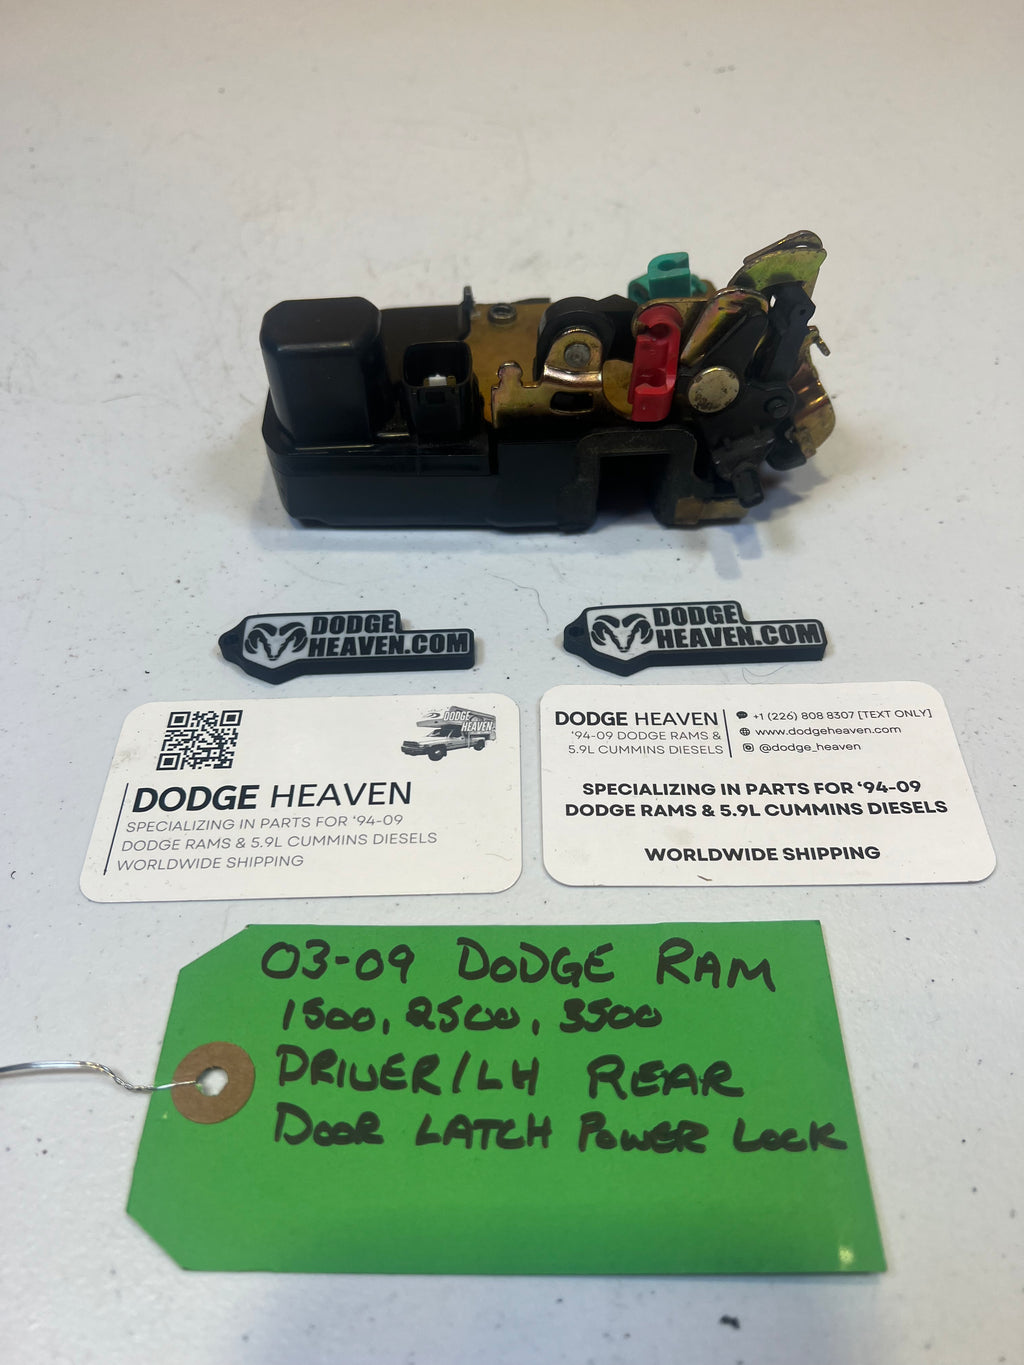 DODGE
HEAVEN.COM
DODGE
HEAVEN.COM
DODGE
HEAVEN
DODGE HEAVEN
SPECIALIZING IN PARTS FOR '94-09
DODGE RAMS & 5.9L CUMMINS DIESELS
WORLDWIDE SHIPPING
DODGE HEAVEN
'94-09 DODGE RAMS &
5.9L CUMMINS DIESELS
+1 (226) 808 8307 [TEXT ONLY]
www.dodgeheaven.com
@dodge_heaven
SPECIALIZING IN PARTS FOR '94-09
DODGE RAMS & 5.9L CUMMINS DIESELS
WORLDWIDE SHIPPING
03-09 DODGE RAM
1500, 2500, 3500
DRIVER/LH REAR
DOOR LATCH POWER LOCK